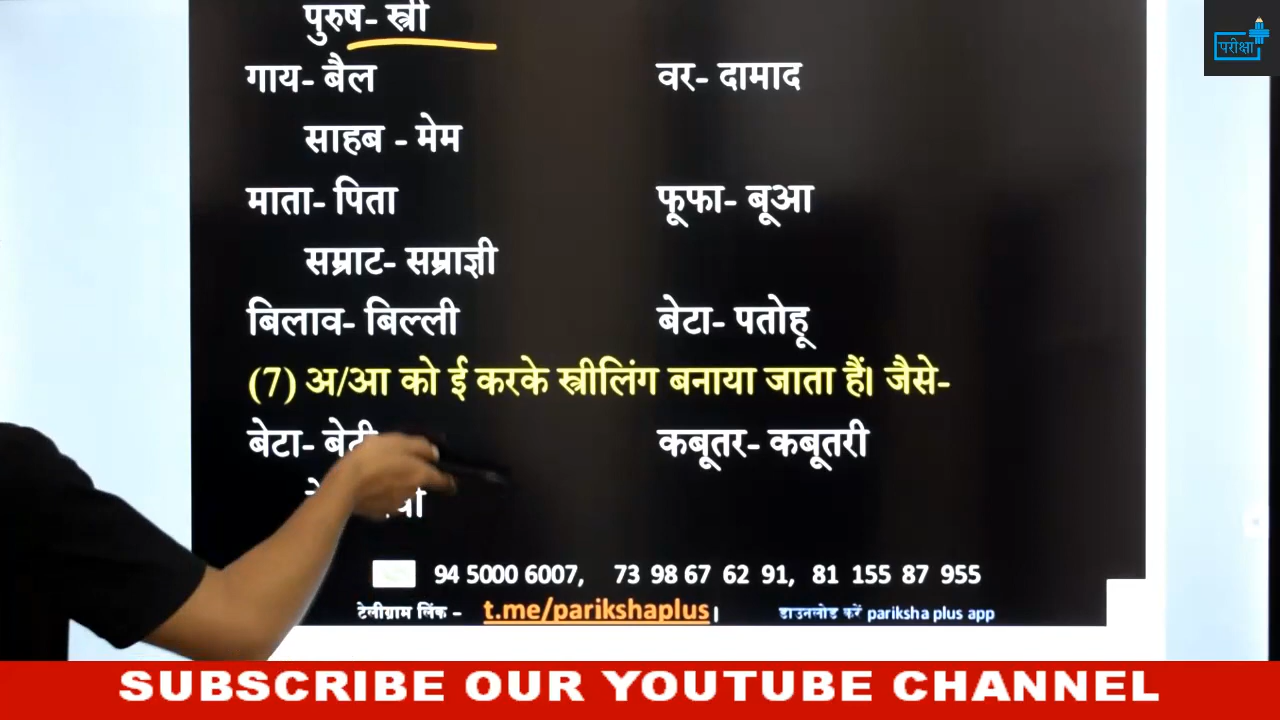 पुरुष- स्त्री
परीक्षा
गाय- बैल वर- दामाद
साहब - मेम
माता- पिता फूफा- बूआ
सम्राट- सम्राज्ञी
बिलाव- बिल्ली बेटा- पतोहू
(7) अ/आ को ई करके स्त्रीलिंग बनाया जाता हैं। जैसे-
बेटा- बेटी कबूतर- कबूतरी
94 5000 6007, 73 98 67 62 91, 81 155 87 955
टेलीग्राम लिंक - t.me/parikshaplus। डाउनलोड करें pariksha plus app
SUBSCRIBE OUR YOUTUBE CHANNEL